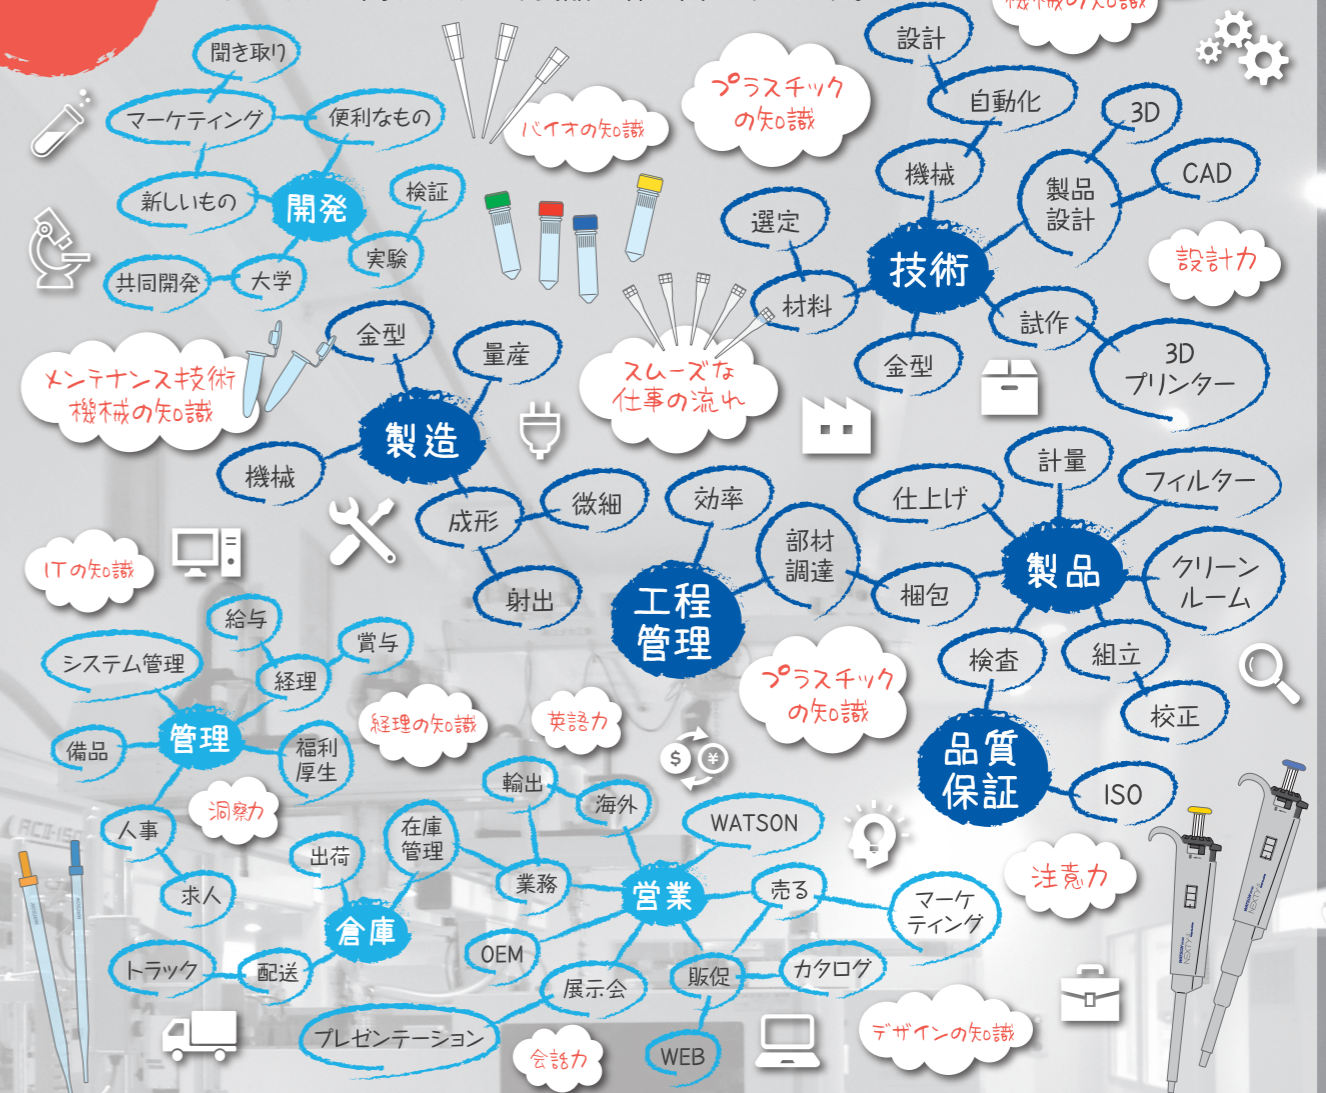 機械の知識
設計
聞き取り
自動化
プラスチック
の知識
3D
マーケティング
便利なもの
バイオの知識
機械
CAD
製品
設計
検証
新しいもの
開発
選定
技術
設計力
実験
共同開発
大学
材料
試作
金型
量産
3D
プリンター
金型
スムーズな
仕事の流れ
メンテナンス技術
機械の知識
製造
計量
機械
フィルター
仕上げ
微細
効率
成形
部材
調達
製品
クリーン
ルーム
ITの知識
射出
工程
管理
梱包
給与
賞与
検査
組立
システム管理
経理
プラスチック
の知識
校正
経理の知識
英語力
管理
備品
福利
厚生
品質
保証
ISO
輸出
海外
洞察力
WATSON
人事
在庫
管理
出荷
注意力
業務
営業
売る
求人
マーケ
ティング
倉庫
OEM
トラック
配送
展示会
販促
カタログ
プレゼンテーション
デザインの知識
会話力
WEB